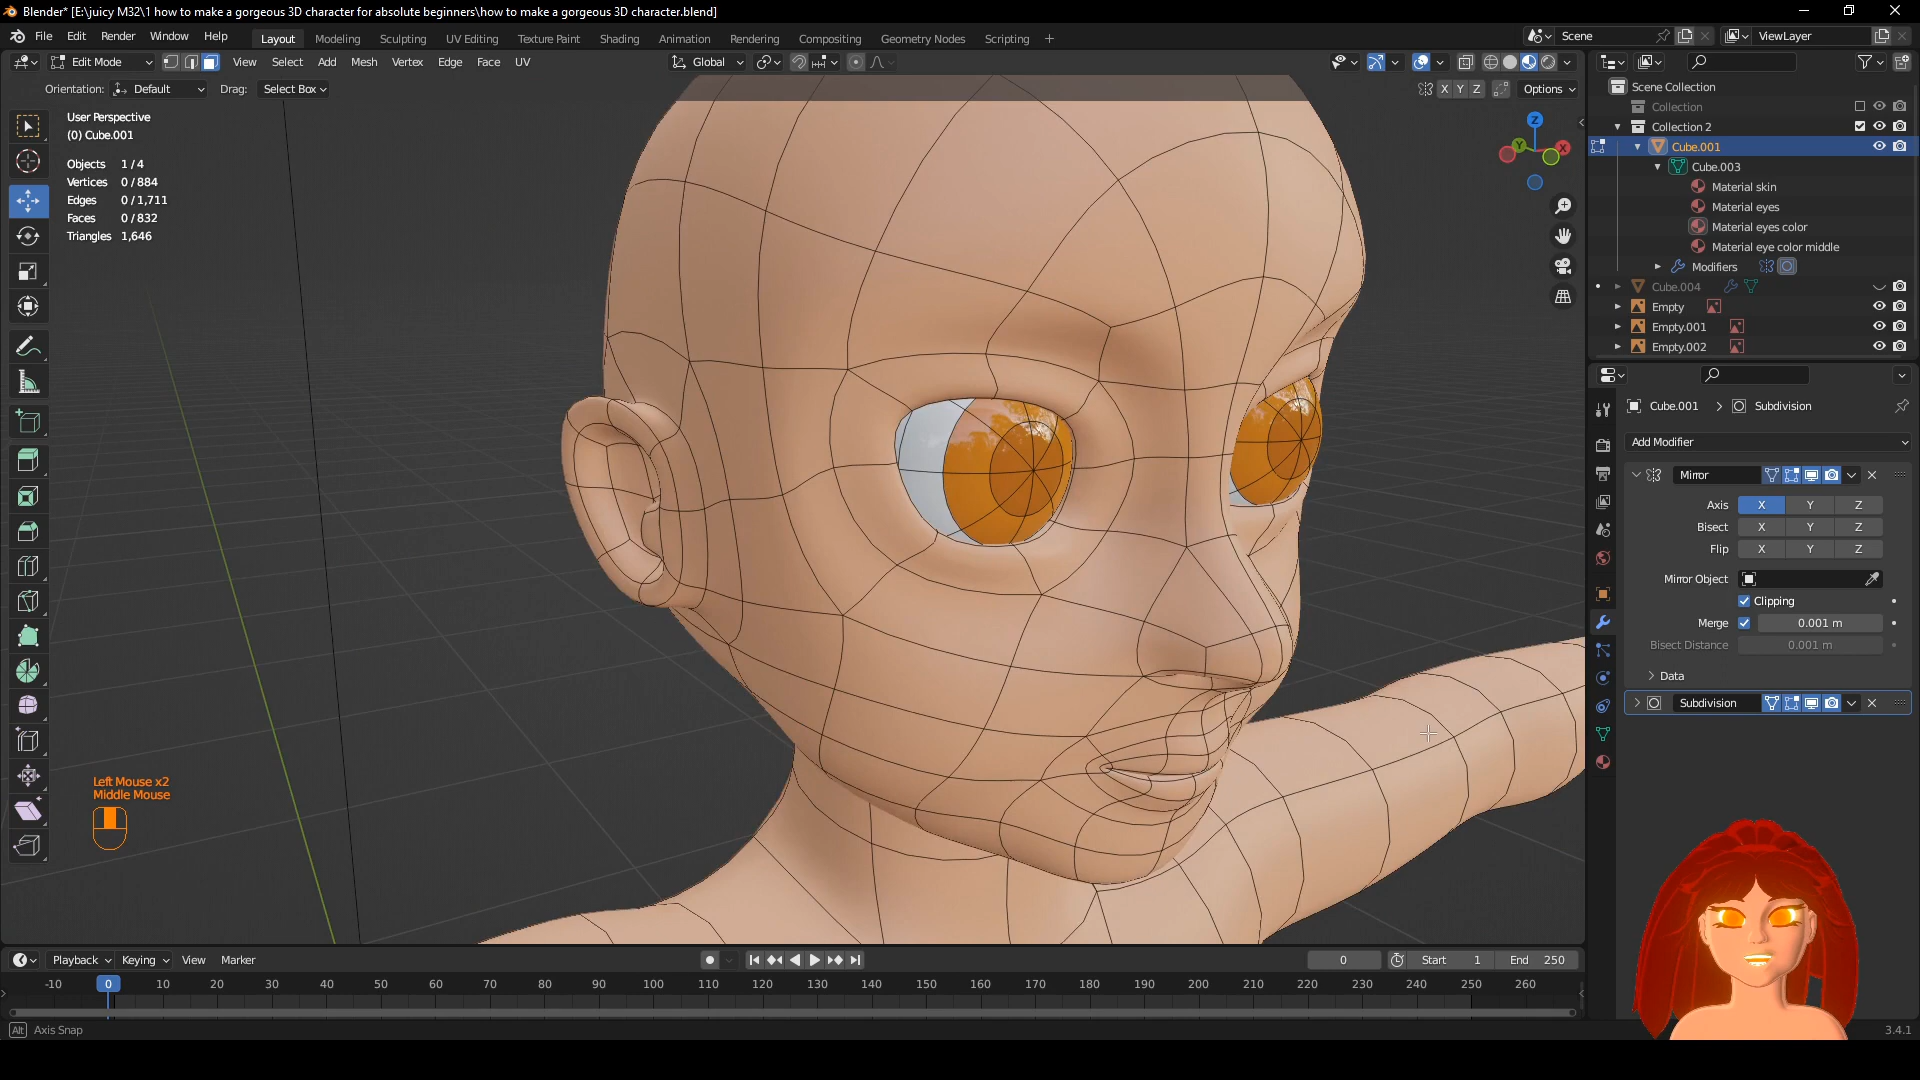 Blender* [E:\juicy M32\1 how to make a gorgeous 3D character for absolute beginners\how to make a gorgeous 3D character.blend]
File Edit Render Window Help Layout Modeling Sculpting UV Editing Texture Paint Shading Animation Rendering Compositing Geometry Nodes Scripting + Scene ViewLayer
Edit Mode View Select Add Mesh Vertex Edge Face UV Global
Orientation: Default Drag: Select Box X Y Z Options
User Perspective
(0) Cube.001
Objects 1/4
Vertices 0/884
Edges 0/1,711
Faces 0/832
Triangles 1,646
Z
Y
X
Left Mouse x2
Middle Mouse
Scene Collection
Collection
Collection 2
Cube.001
Cube.003
Material skin
Material eyes
Material eyes color
Material eye color middle
Modifiers
Cube.004
Empty
Empty.001
Empty.002
Cube.001 > Subdivision
Add Modifier
Mirror
Axis X Y Z
Bisect X Y Z
Flip X Y Z
Mirror Object
Clipping
Merge 0.001 m
Bisect Distance 0.001 m
Data
Subdivision
Playback Keying View Marker 0 Start 1 End 250
-10 0 10 20 30 40 50 60 70 80 90 100 110 120 130 140 150 160 170 180 190 200 210 220 230 240 250 260
Alt Axis Snap 3.4.1